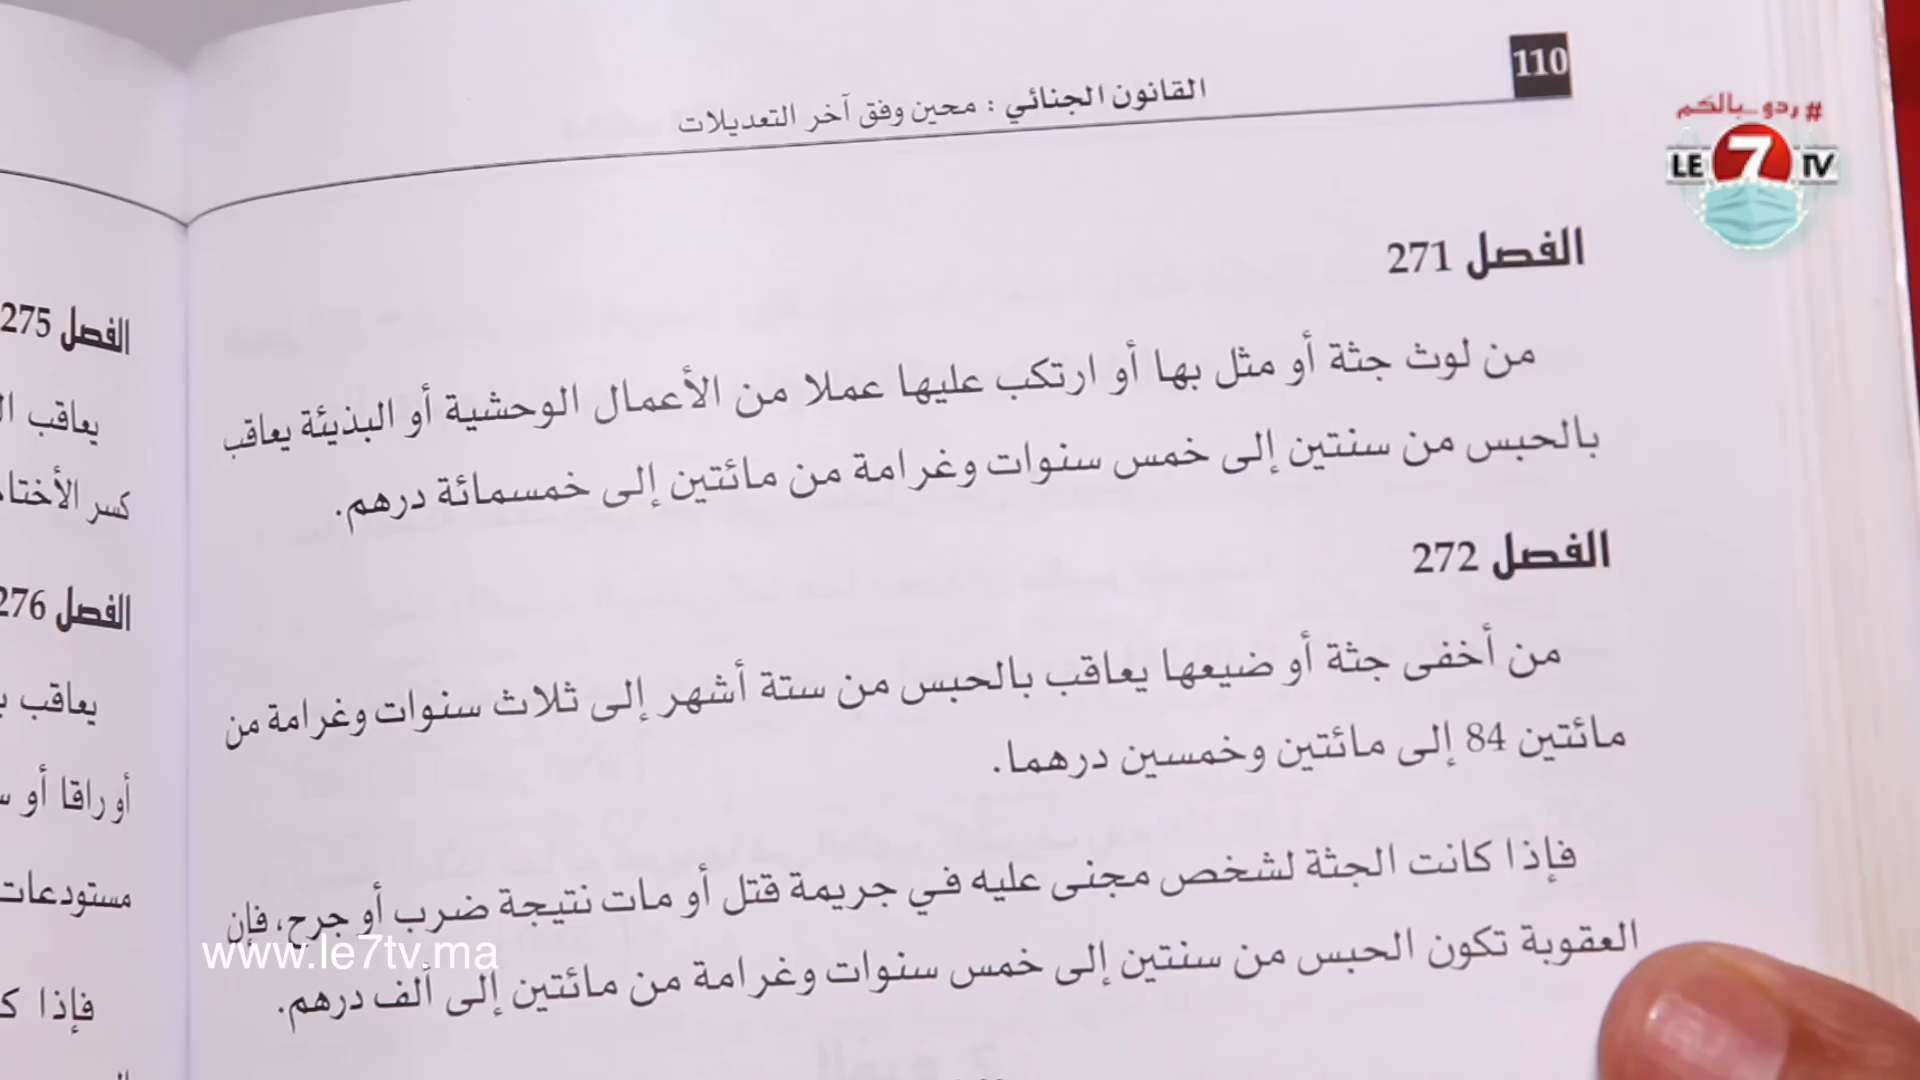 110
القانون الجنائي : محين وفق آخر التعديلات
#ردو_بالكم
LE 7 TV
الفصل 271
من لوث جثة أو مثل بها أو ارتكب عليها عملا من الأعمال الوحشية أو البذيئة يعاقب
بالحبس من سنتين إلى خمس سنوات وغرامة من مائتين إلى خمسمائة درهم.
الفصل 272
من أخفى جثة أو ضيعها يعاقب بالحبس من ستة أشهر إلى ثلاث سنوات وغرامة من
مائتين 84 إلى مائتين وخمسين درهما.
فإذا كانت الجثة لشخص مجنى عليه في جريمة قتل أو مات نتيجة ضرب أو جرح، فإن
العقوبة تكون الحبس من سنتين إلى خمس سنوات وغرامة من مائتين إلى ألف درهم.
www.le7tv.ma
الفصل 275
يعاقب
كسر
الفصل 276
يعاقب
أوراقا أو
مستودعات
فإذا